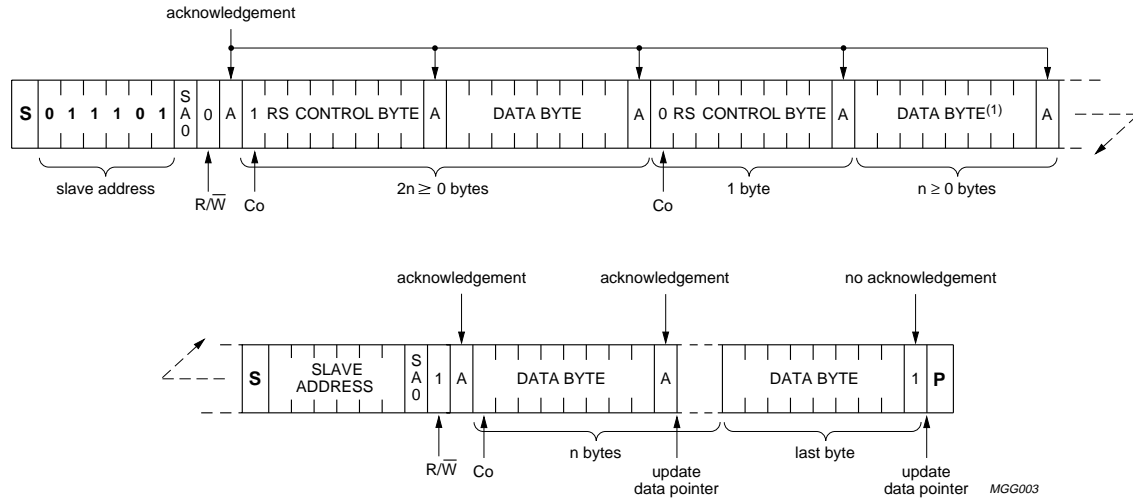 acknowledgement
S 0 1 1 1 0 1 SA0 0 A 1 RS CONTROL BYTE A DATA BYTE A 0 RS CONTROL BYTE A DATA BYTE(1) A
slave address
2n ≥ 0 bytes
1 byte
n ≥ 0 bytes
R/W̅
Co
Co
acknowledgement
acknowledgement
no acknowledgement
S SLAVE ADDRESS SA0 1 A DATA BYTE A DATA BYTE 1 P
n bytes
last byte
R/W̅
Co
update
data pointer
update
data pointer
MGG003